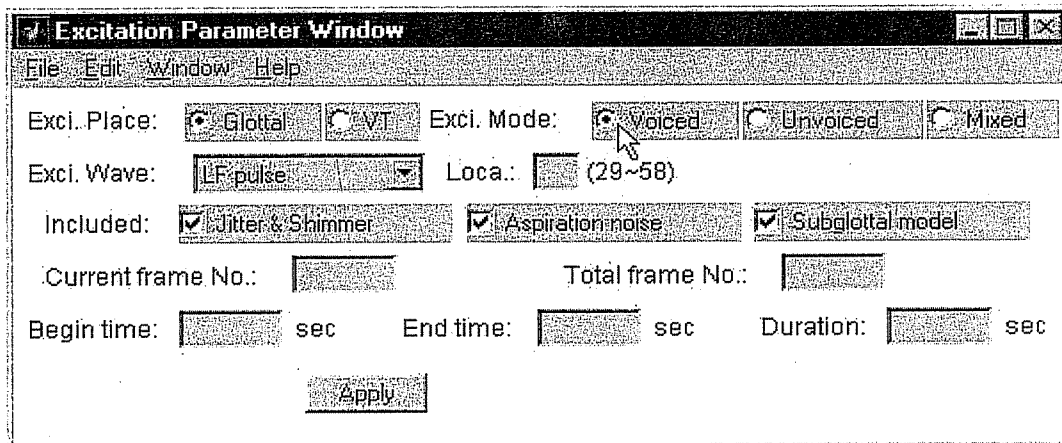 Excitation Parameter Window
File Edit Window Help
Exci. Place: Glottal VT Exci. Mode: Voiced Unvoiced Mixed
Exci. Wave: LF pulse Loca.: (29~58)
Included: Jitter & Shimmer Aspiration noise Subglottal model
Current frame No.: Total frame No.:
Begin time: sec End time: sec Duration: sec
Apply